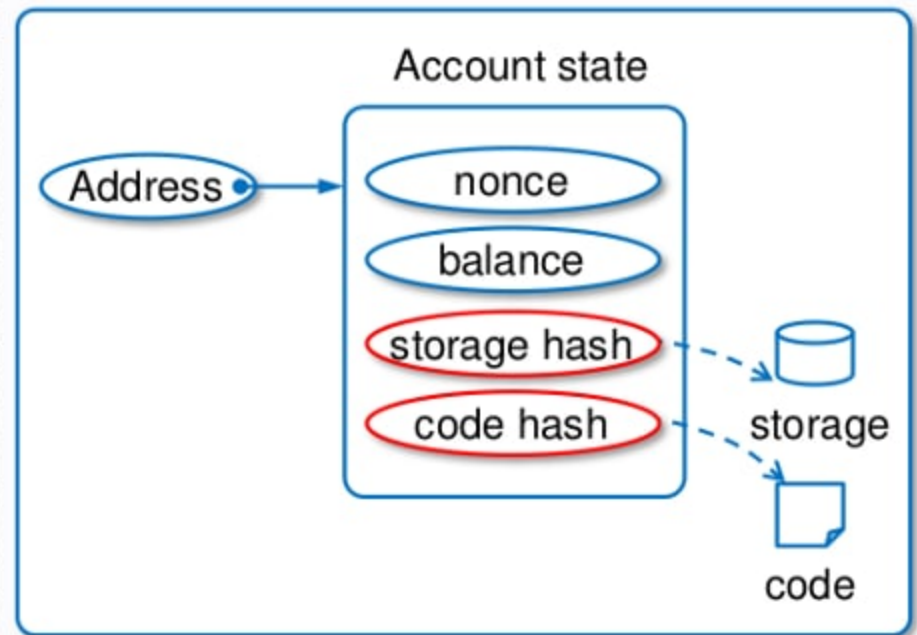 Account state
Address
nonce
balance
storage hash
code hash
storage
code